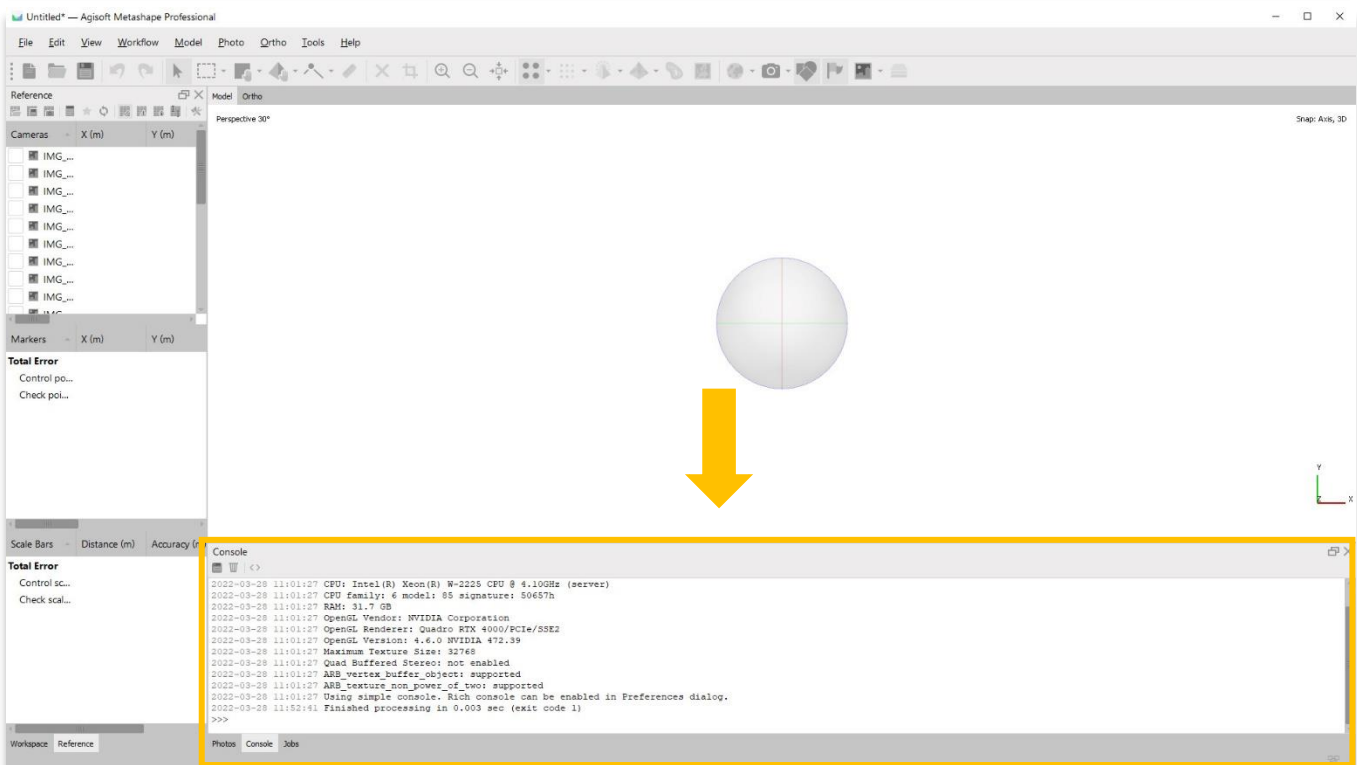 Untitled* — Agisoft Metashape Professional
File Edit View Workflow Model Photo Ortho Tools Help
Reference
Model Ortho
Perspective 30°
Snap: Axis, 3D
Cameras X (m) Y (m)
IMG_...
IMG_...
IMG_...
IMG_...
IMG_...
IMG_...
IMG_...
IMG_...
IMG_...
Markers X (m) Y (m)
Total Error
Control po...
Check poi...
Y
Z X
Scale Bars Distance (m) Accuracy (m
Total Error
Control sc...
Check scal...
Console
2022-03-28 11:01:27 CPU: Intel(R) Xeon(R) W-2225 CPU @ 4.10GHz (server)
2022-03-28 11:01:27 CPU family: 6 model: 85 signature: 50657h
2022-03-28 11:01:27 RAM: 31.7 GB
2022-03-28 11:01:27 OpenGL Vendor: NVIDIA Corporation
2022-03-28 11:01:27 OpenGL Renderer: Quadro RTX 4000/PCIe/SSE2
2022-03-28 11:01:27 OpenGL Version: 4.6.0 NVIDIA 472.39
2022-03-28 11:01:27 Maximum Texture Size: 32768
2022-03-28 11:01:27 Quad Buffered Stereo: not enabled
2022-03-28 11:01:27 ARB_vertex_buffer_object: supported
2022-03-28 11:01:27 ARB_texture_non_power_of_two: supported
2022-03-28 11:01:27 Using simple console. Rich console can be enabled in Preferences dialog.
2022-03-28 11:52:41 Finished processing in 0.003 sec (exit code 1)
>>>
Workspace Reference
Photos Console Jobs